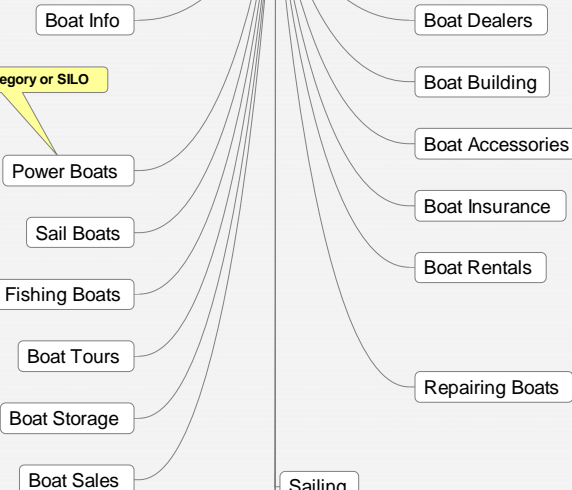 Boat Info
egory or SILO
Power Boats
Sail Boats
Fishing Boats
Boat Tours
Boat Storage
Boat Sales
Boat Dealers
Boat Building
Boat Accessories
Boat Insurance
Boat Rentals
Repairing Boats
Sailing